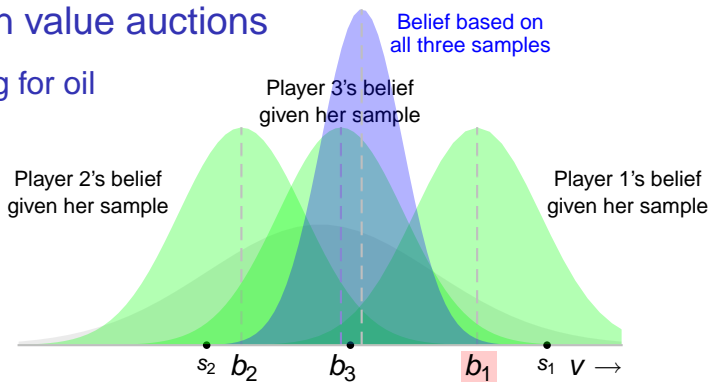 n value auctions
g for oil
Belief based on
all three samples
Player 3's belief
given her sample
Player 2's belief
given her sample
Player 1's belief
given her sample
s2 b2 b3 b1 s1 v →